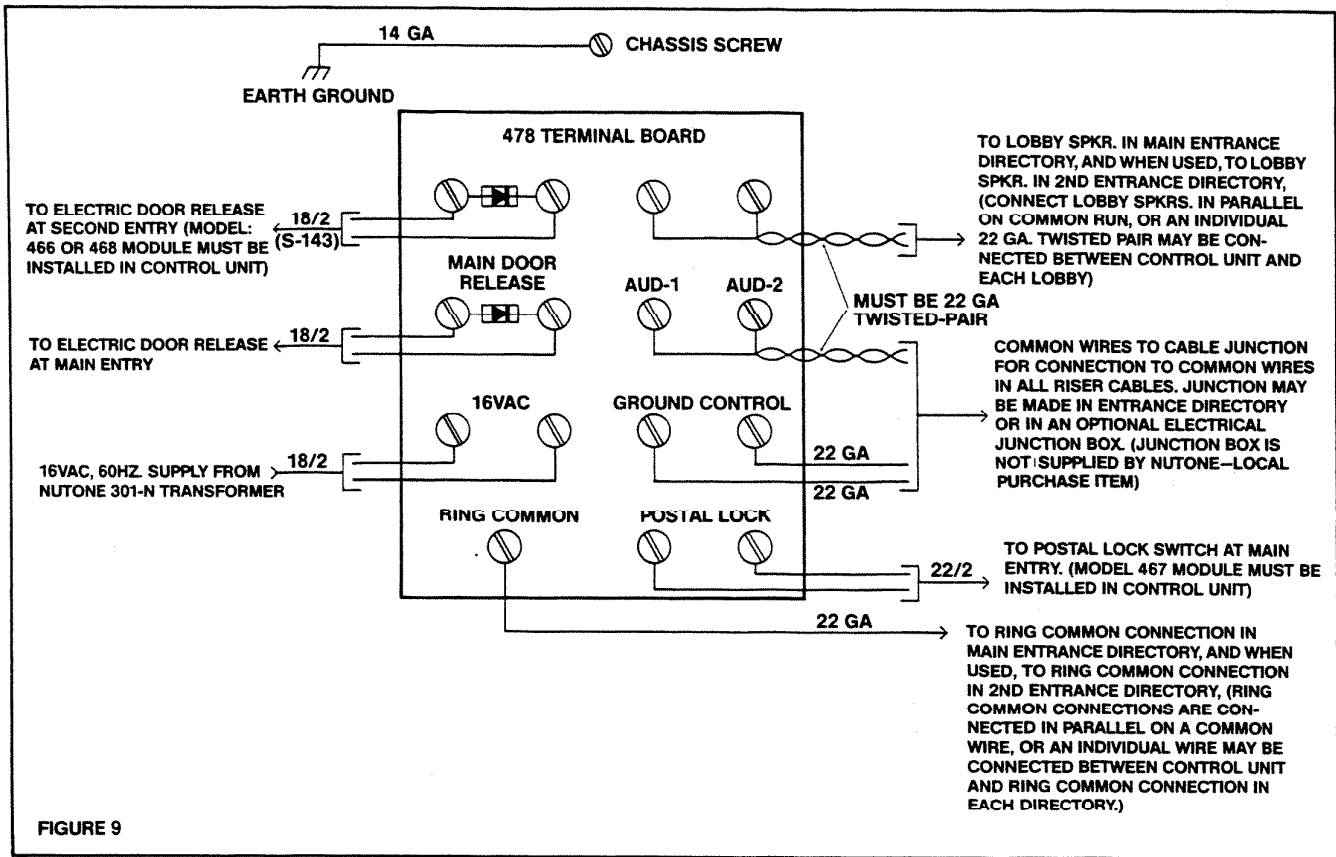 14 GA
CHASSIS SCREW
EARTH GROUND
478 TERMINAL BOARD
TO ELECTRIC DOOR RELEASE
AT SECOND ENTRY (MODEL:
466 OR 468 MODULE MUST BE
INSTALLED IN CONTROL UNIT)
18/2
(S-143)
TO LOBBY SPKR. IN MAIN ENTRANCE
DIRECTORY, AND WHEN USED, TO LOBBY
SPKR. IN 2ND ENTRANCE DIRECTORY,
(CONNECT LOBBY SPKRS. IN PARALLEL
ON COMMON RUN, OR AN INDIVIDUAL
22 GA. TWISTED PAIR MAY BE CON-
NECTED BETWEEN CONTROL UNIT AND
EACH LOBBY)
MAIN DOOR
RELEASE
AUD-1
AUD-2
MUST BE 22 GA
TWISTED-PAIR
TO ELECTRIC DOOR RELEASE
AT MAIN ENTRY
18/2
COMMON WIRES TO CABLE JUNCTION
FOR CONNECTION TO COMMON WIRES
IN ALL RISER CABLES. JUNCTION MAY
BE MADE IN ENTRANCE DIRECTORY
OR IN AN OPTIONAL ELECTRICAL
JUNCTION BOX. (JUNCTION BOX IS
NOT SUPPLIED BY NUTONE—LOCAL
PURCHASE ITEM)
16VAC
GROUND CONTROL
22 GA
22 GA
16VAC, 60HZ. SUPPLY FROM
NUTONE 301-N TRANSFORMER
18/2
RING COMMON
POSTAL LOCK
22/2
TO POSTAL LOCK SWITCH AT MAIN
ENTRY. (MODEL 467 MODULE MUST BE
INSTALLED IN CONTROL UNIT)
22 GA
TO RING COMMON CONNECTION IN
MAIN ENTRANCE DIRECTORY, AND WHEN
USED, TO RING COMMON CONNECTION
IN 2ND ENTRANCE DIRECTORY, (RING
COMMON CONNECTIONS ARE CON-
NECTED IN PARALLEL ON A COMMON
WIRE, OR AN INDIVIDUAL WIRE MAY BE
CONNECTED BETWEEN CONTROL UNIT
AND RING COMMON CONNECTION IN
EACH DIRECTORY.)
FIGURE 9